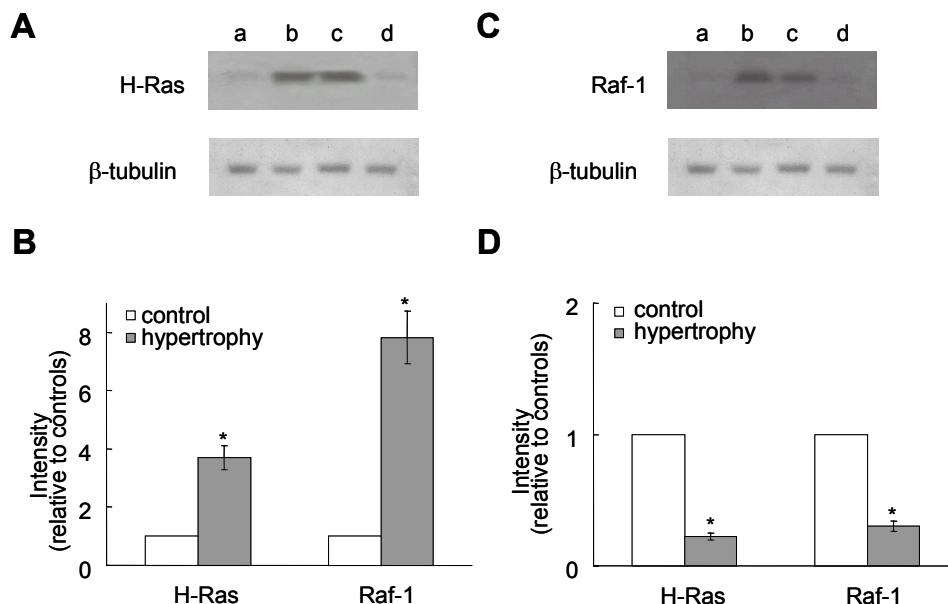 A
a b c d
H-Ras
β-tubulin
C
a b c d
Raf-1
β-tubulin
B
control
hypertrophy
Intensity
(relative to controls)
8
6
4
2
0
*
*
H-Ras
Raf-1
D
control
hypertrophy
Intensity
(relative to controls)
2
1
0
*
*
H-Ras
Raf-1